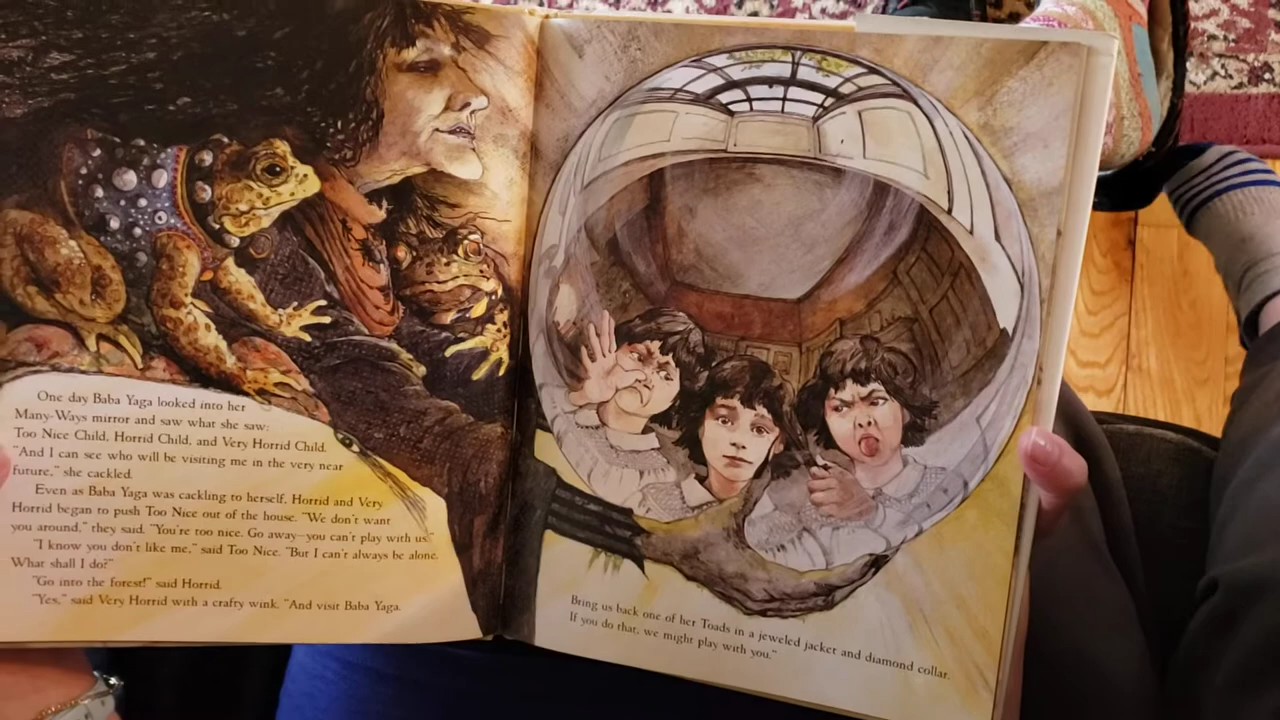 One day Baba Yaga looked into her
Many-Ways mirror and saw what she saw:
Too Nice Child, Horrid Child, and Very Horrid Child.
"And I can see who will be visiting me in the very near
future," she cackled.
Even as Baba Yaga was cackling to herself, Horrid and Very
Horrid began to push Too Nice out of the house. "We don't want
you around," they said. "You're too nice. Go away—you can't play with us."
"I know you don't like me," said Too Nice. "But I can't always be alone.
What shall I do?"
"Go into the forest!" said Horrid.
"Yes," said Very Horrid with a crafty wink. "And visit Baba Yaga.
Bring us back one of her Toads in a jeweled jacket and diamond collar.
If you do that, we might play with you."